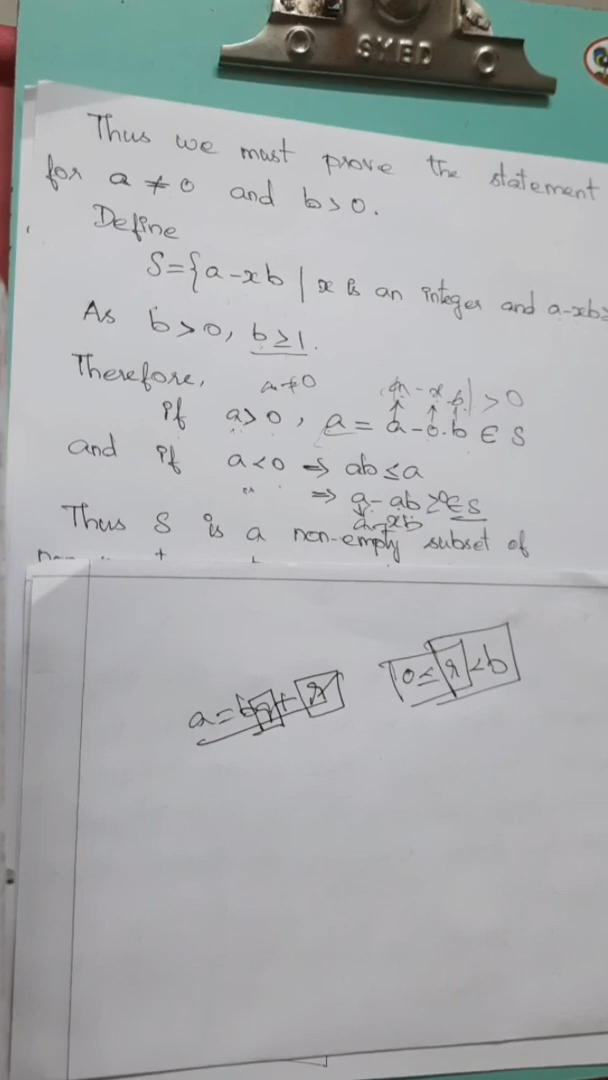 SYED
Thus we must prove the statement
for a ≠ 0 and b>0.
Define
S={a-xb | x is an integer and a-xb≥
As b>0, b≥1.
Therefore, a≠0
if a>0, a = a-0.b ∈ S
and if a<0 ⇒ ab≤a
⇒ a-ab≥0∈S
a-xb
Thus S is a non-empty subset of
a=bq+r 0≤r<b